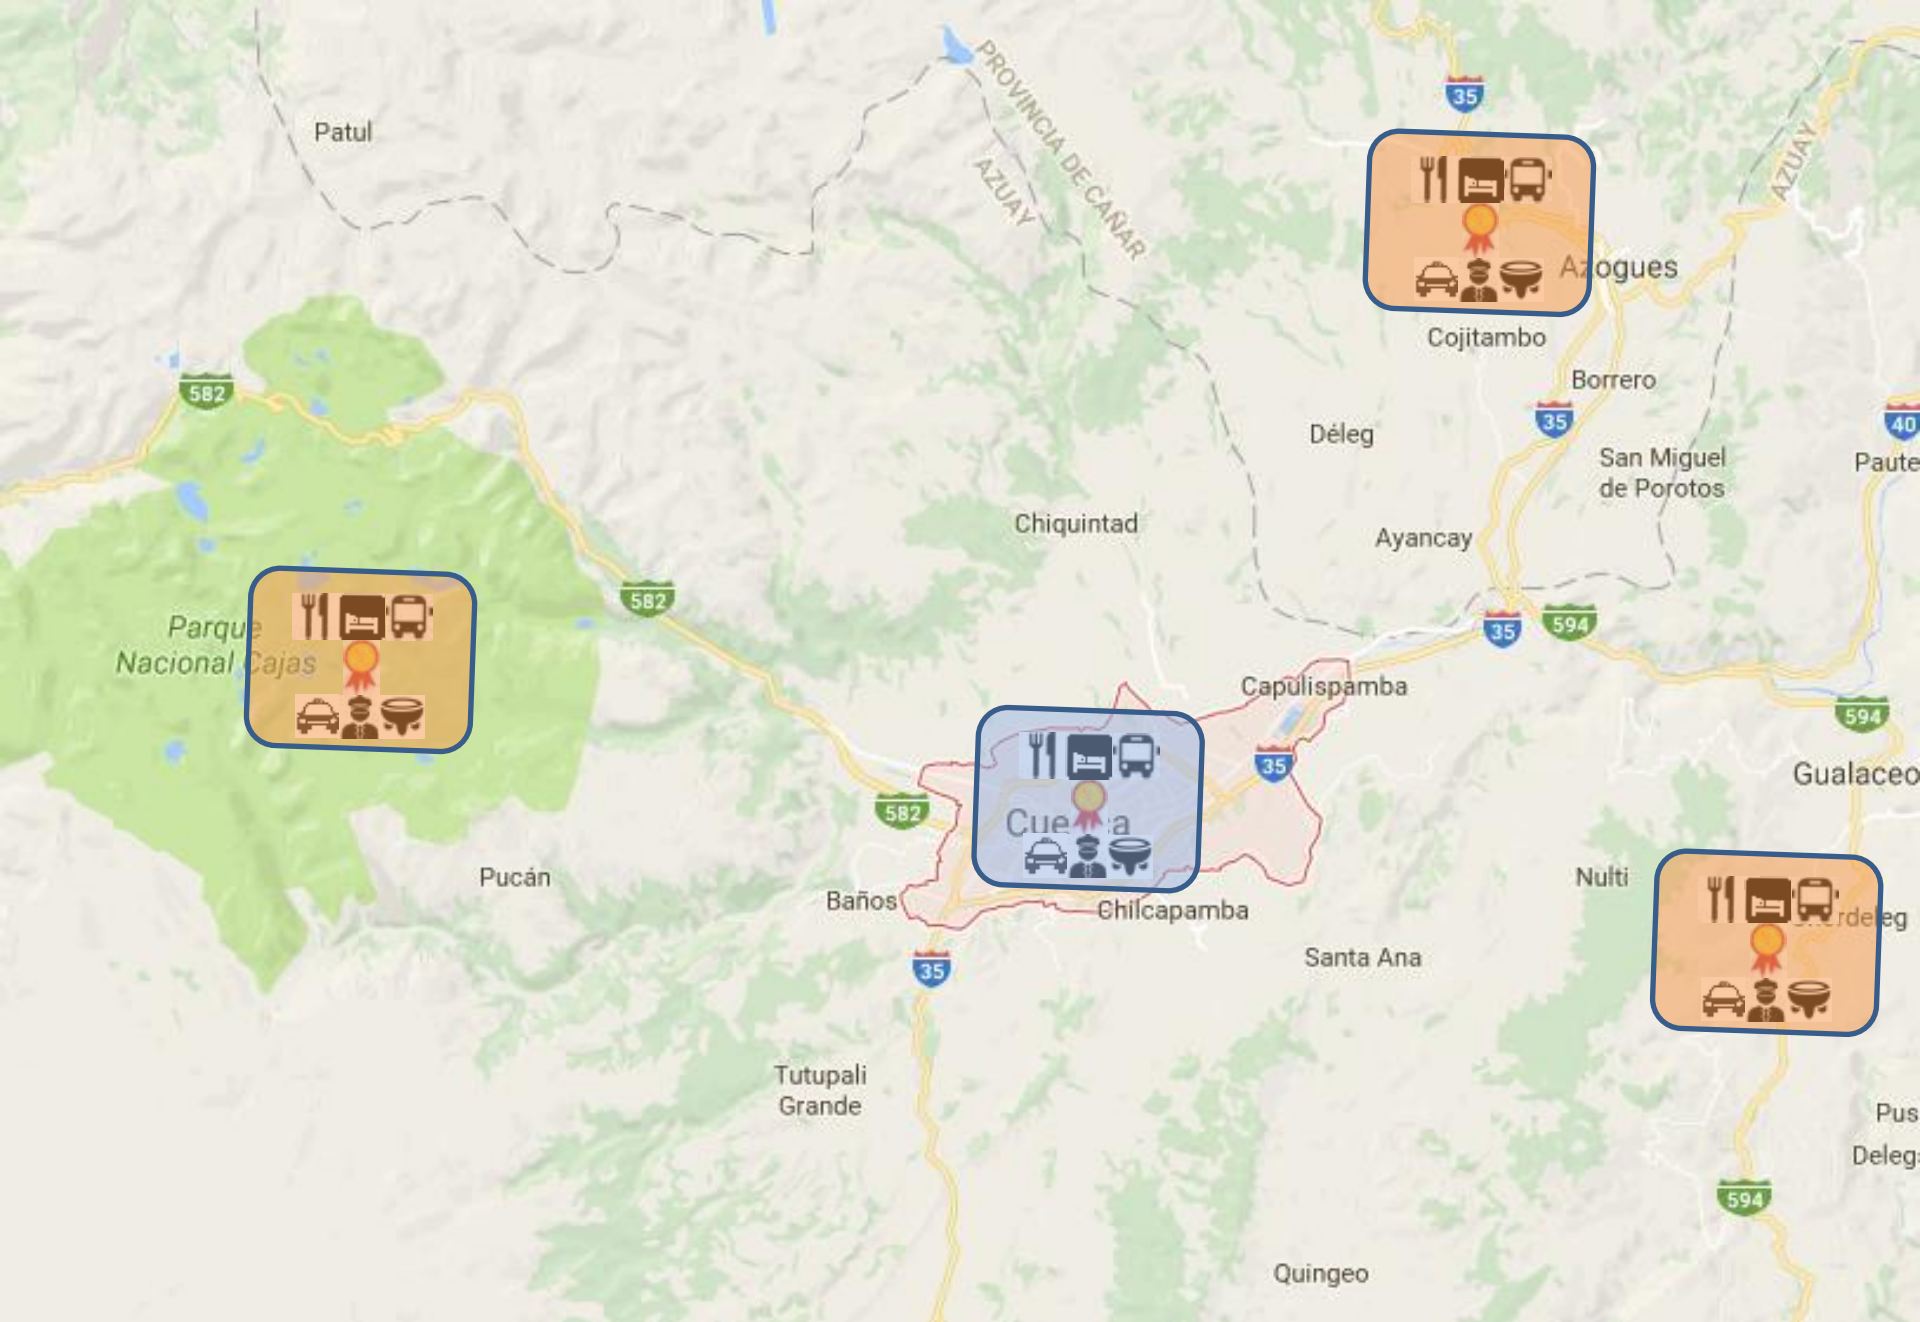 35
Patul
PROVINCIA DE CAÑAR
AZUAY
AZUAY
Azogues
Cojitambo
582
Borrero
35
40
Déleg
San Miguel
de Porotos
Paute
Chiquintad
Ayancay
582
35
594
Parque
Nacional Cajas
Capulispamba
594
35
Gualaceo
582
Pucán
Nulti
Baños
Chilcapamba
35
Santa Ana
Tutupali
Grande
Pus
Deleg
594
Quingeo